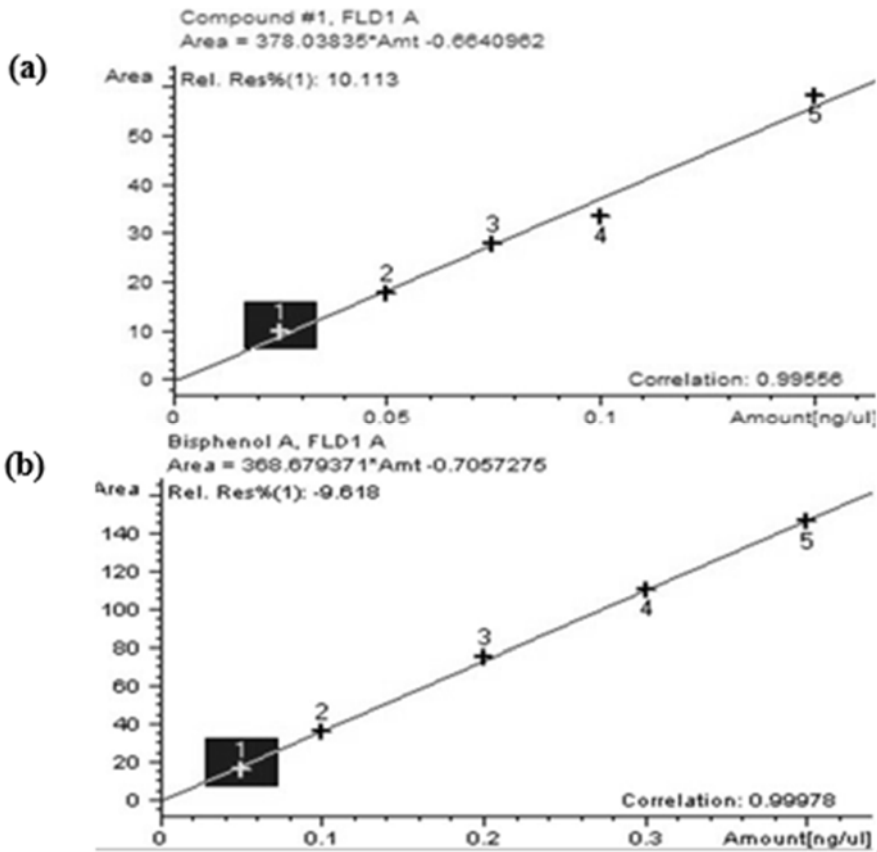 (a)
Compound #1, FLD1 A
Area = 378.03835*Amt -0.6640962
Area
Rel. Res%(1): 10.113
50
40
30
20
10
0
1
2
3
4
5
Correlation: 0.99556
0
0.05
0.1
Amount[ng/ul]
(b)
Bisphenol A, FLD1 A
Area = 368.679371*Amt -0.7057275
Area
Rel. Res%(1): -9.618
140
120
100
80
60
40
20
0
1
2
3
4
5
Correlation: 0.99978
0
0.1
0.2
0.3
Amount[ng/ul]